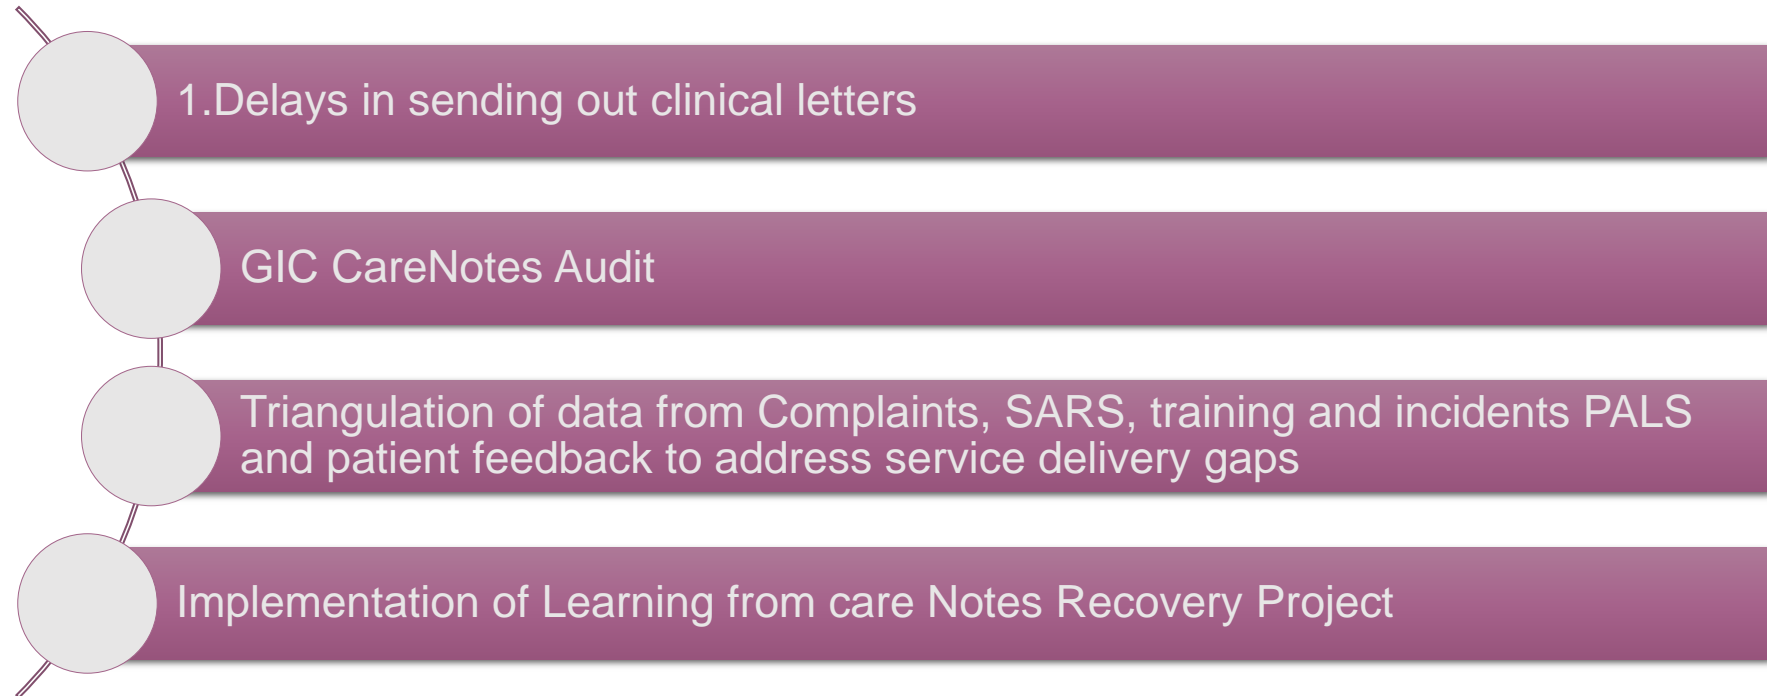 1.Delays in sending out clinical letters
GIC CareNotes Audit
Triangulation of data from Complaints, SARS, training and incidents PALS
and patient feedback to address service delivery gaps
Implementation of Learning from care Notes Recovery Project